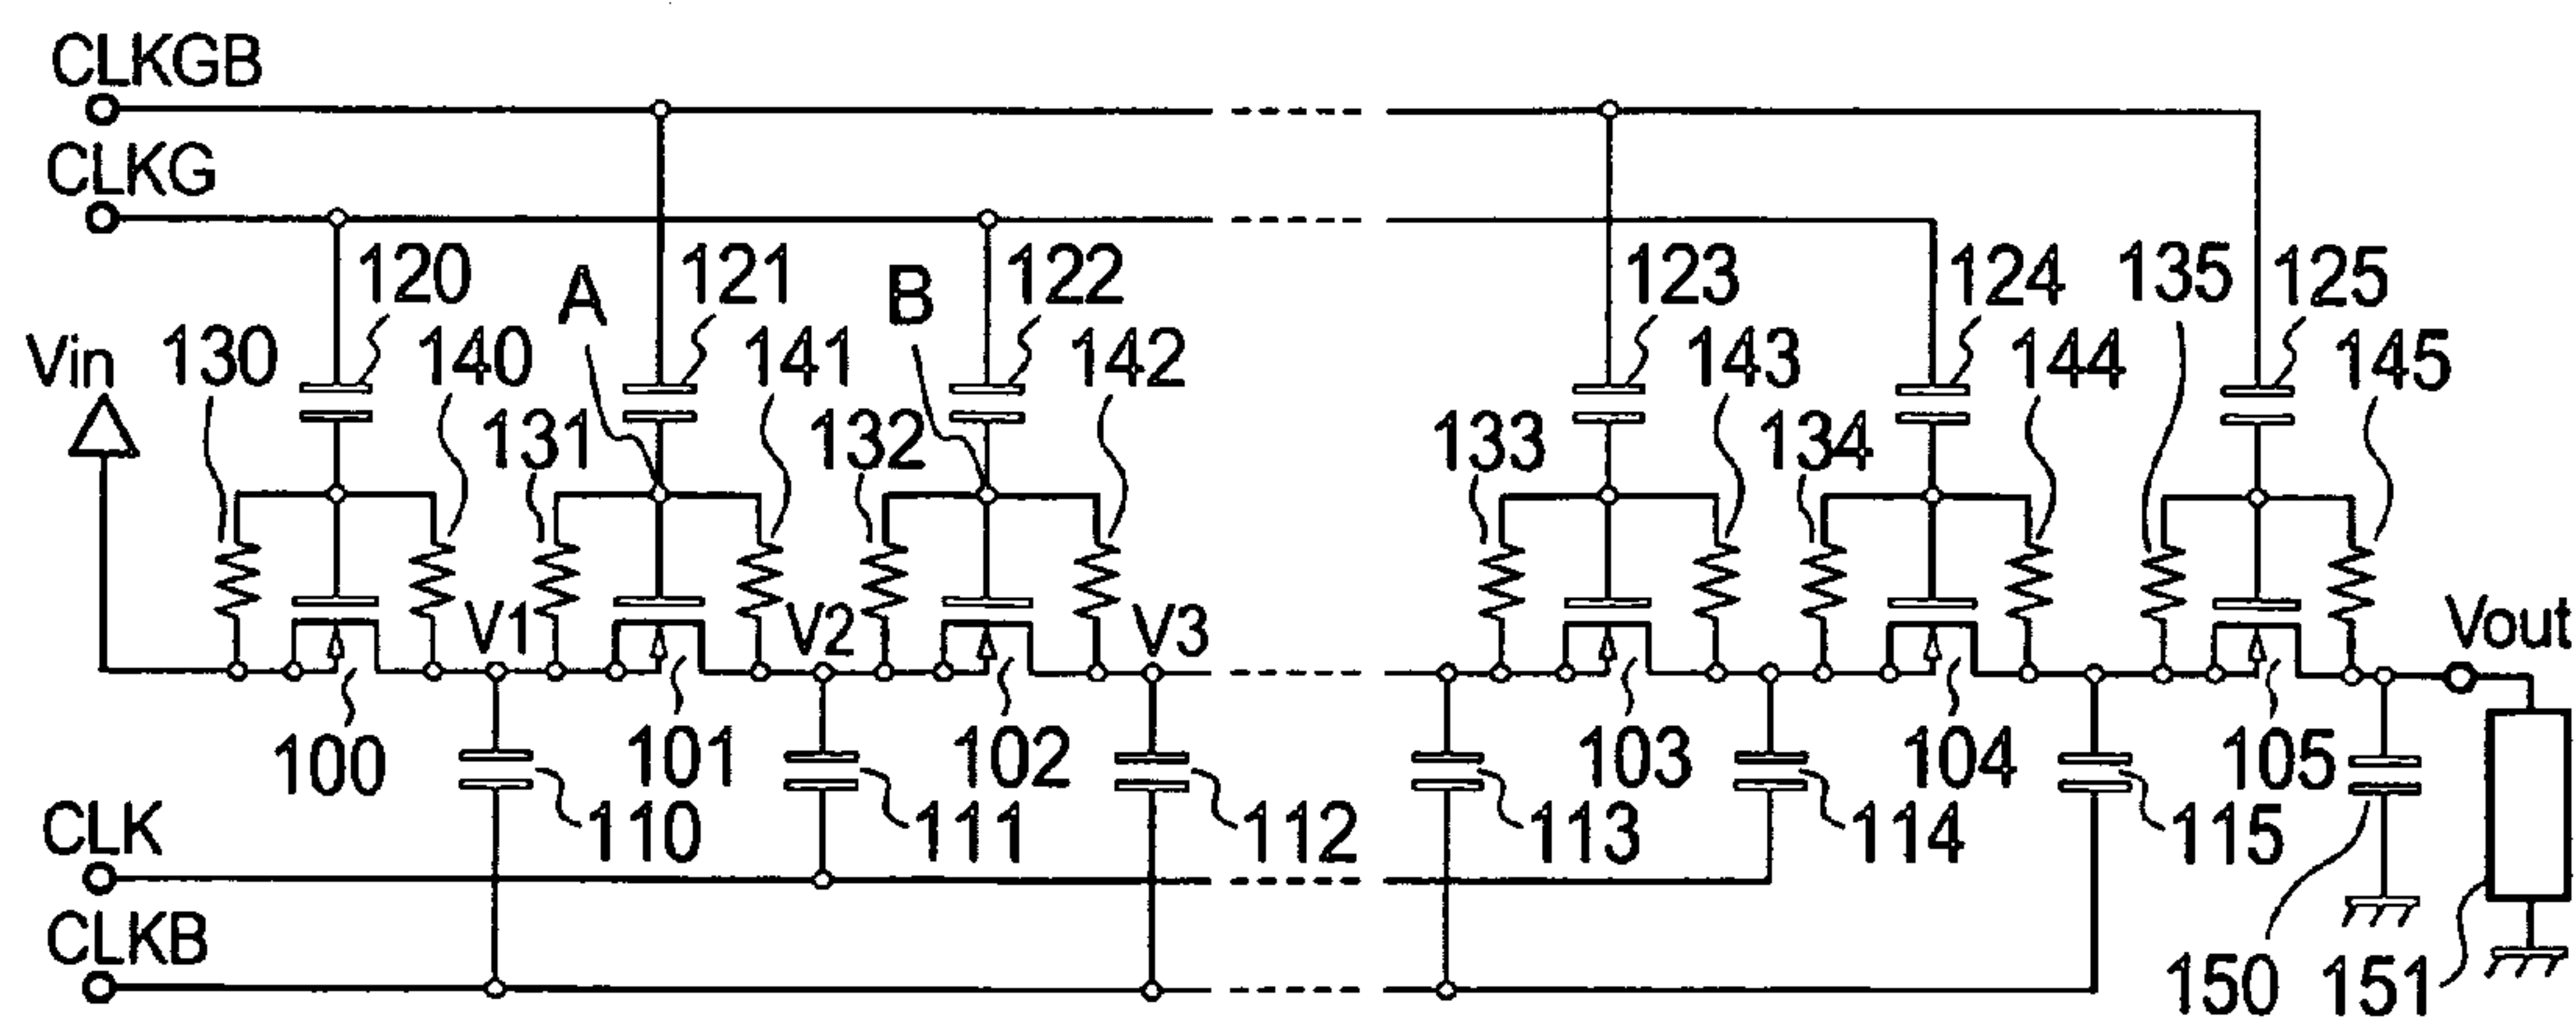 CLKGB
CLKG
120 A 121 B 122 123 124 135 125
Vin 130 140 141 142 143 144 145
131 132 133 134
V1 V2 V3 Vout
100 101 102 103 104 105
CLK 110 111 112 113 114 115
CLKB
150 151